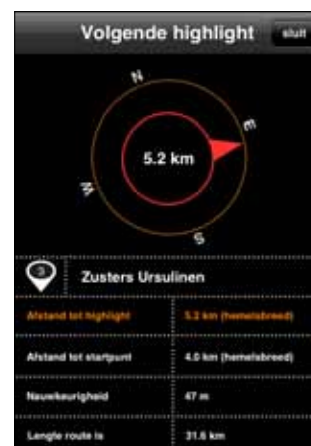 Volgende highlight sluit
N
E
5.2 km
W
S
3 Zusters Ursulinen
Afstand tot highlight 5.2 km (hemelsbreed)
Afstand tot startpunt 4.0 km (hemelsbreed)
Nauwkeurigheid 47 m
Lengte route is 31.6 km